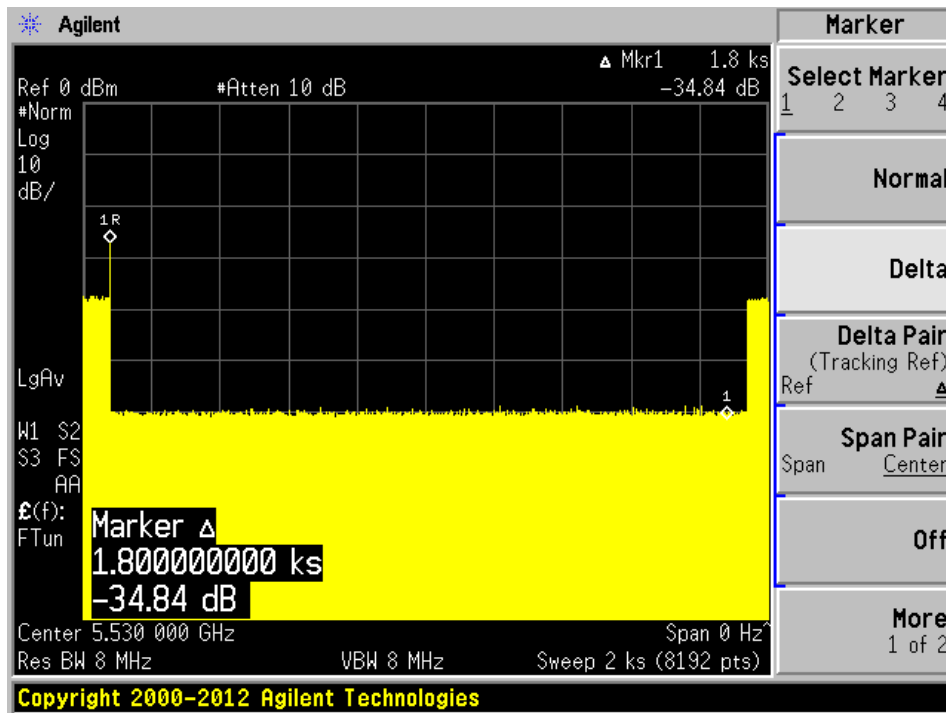 Agilent
Marker
Δ Mkr1 1.8 ks
Ref 0 dBm #Atten 10 dB -34.84 dB
#Norm
Log
10
dB/
1R
LgAv
1
W1 S2
S3 FS
AA
£(f):
FTun
Marker Δ
1.800000000 ks
-34.84 dB
Center 5.530 000 GHz Span 0 Hz^
Res BW 8 MHz VBW 8 MHz Sweep 2 ks (8192 pts)
Copyright 2000-2012 Agilent Technologies
Select Marker
1 2 3 4
Normal
Delta
Delta Pair
(Tracking Ref)
Ref Δ
Span Pair
Span Center
Off
More
1 of 2